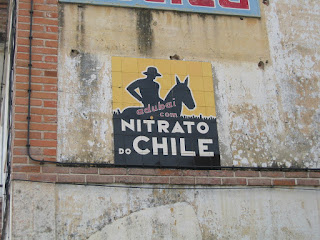 adubai
com
NITRATO
DO CHILE